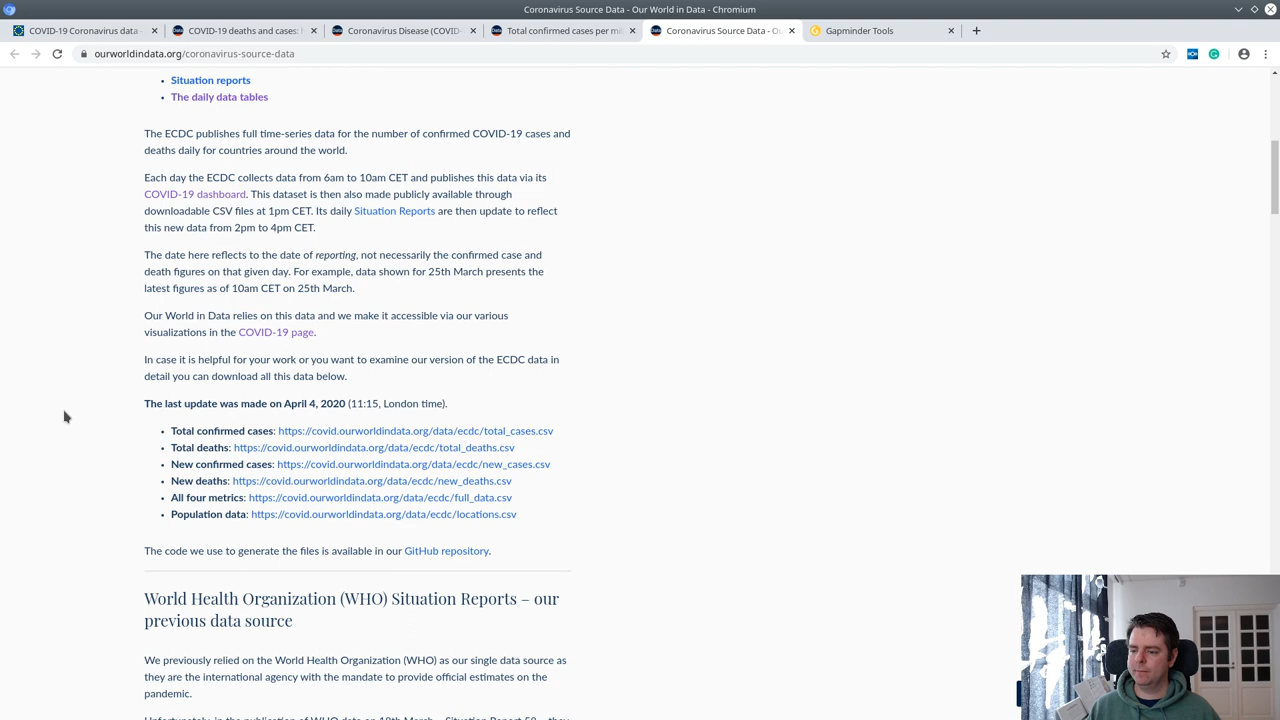 Coronavirus Source Data - Our World in Data - Chromium
COVID-19 Coronavirus data -
COVID-19 deaths and cases: h
Coronavirus Disease (COVID-
Total confirmed cases per mi
Coronavirus Source Data - Ou
Gapminder Tools
ourworldindata.org/coronavirus-source-data
• Situation reports
• The daily data tables
The ECDC publishes full time-series data for the number of confirmed COVID-19 cases and
deaths daily for countries around the world.
Each day the ECDC collects data from 6am to 10am CET and publishes this data via its
COVID-19 dashboard. This dataset is then also made publicly available through
downloadable CSV files at 1pm CET. Its daily Situation Reports are then update to reflect
this new data from 2pm to 4pm CET.
The date here reflects to the date of reporting, not necessarily the confirmed case and
death figures on that given day. For example, data shown for 25th March presents the
latest figures as of 10am CET on 25th March.
Our World in Data relies on this data and we make it accessible via our various
visualizations in the COVID-19 page.
In case it is helpful for your work or you want to examine our version of the ECDC data in
detail you can download all this data below.
The last update was made on April 4, 2020 (11:15, London time).
• Total confirmed cases: https://covid.ourworldindata.org/data/ecdc/total_cases.csv
• Total deaths: https://covid.ourworldindata.org/data/ecdc/total_deaths.csv
• New confirmed cases: https://covid.ourworldindata.org/data/ecdc/new_cases.csv
• New deaths: https://covid.ourworldindata.org/data/ecdc/new_deaths.csv
• All four metrics: https://covid.ourworldindata.org/data/ecdc/full_data.csv
• Population data: https://covid.ourworldindata.org/data/ecdc/locations.csv
The code we use to generate the files is available in our GitHub repository.
World Health Organization (WHO) Situation Reports – our
previous data source
We previously relied on the World Health Organization (WHO) as our single data source as
they are the international agency with the mandate to provide official estimates on the
pandemic.
Unfortunately, in the publication of WHO data on 18th March – Situation Report 58 – they